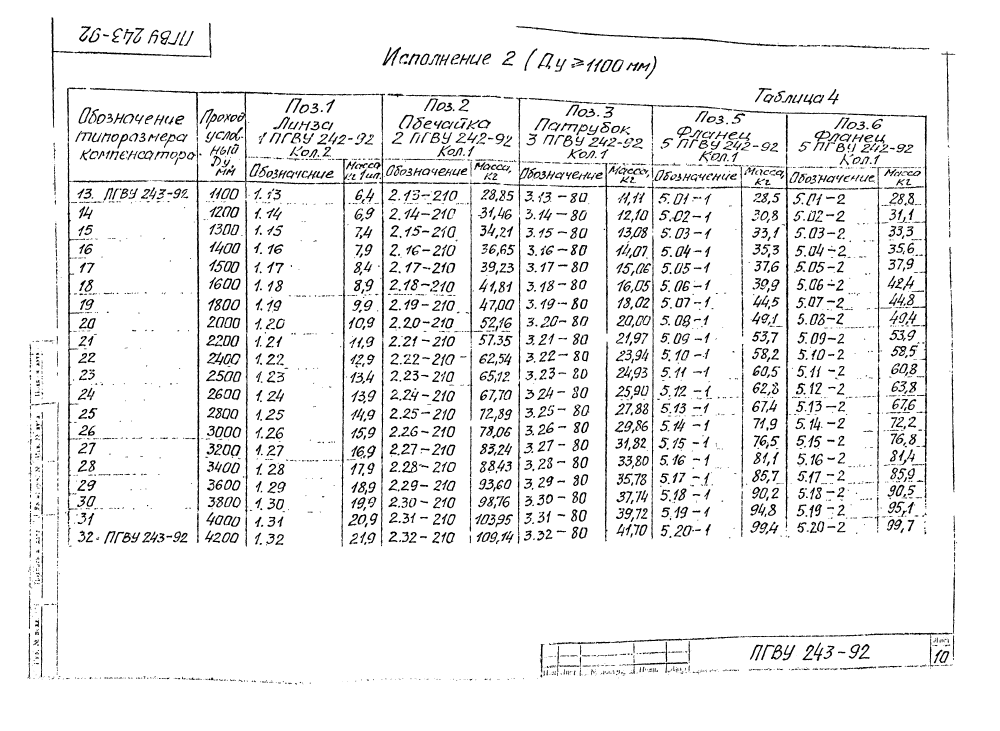 ПГВУ 243-92
Исполнение 2 (Ду ≥ 1100 мм)
Таблица 4
Обозначение типоразмера компенсатора | Проход условный Ду, мм | Поз.1 Линза 1 ПГВУ 242-92 Кол.2 | Поз.2 Обечайка 2 ПГВУ 242-92 Кол.1 | Поз.3 Патрубок 3 ПГВУ 242-92 Кол.1 | Поз.5 Фланец 5 ПГВУ 242-92 Кол.1 | Поз.6 Фланец 5 ПГВУ 242-92 Кол.1
Обозначение | Масса кг 1шт. | Обозначение | Масса, кг | Обозначение | Масса, кг | Обозначение | Масса, кг | Обозначение | Масса кг
13. ПГВУ 243-92 | 1100 | 1.13 | 6,4 | 2.13-210 | 28,85 | 3.13-80 | 11,11 | 5.01-1 | 28,5 | 5.01-2 | 28,8
14 | 1200 | 1.14 | 6,9 | 2.14-210 | 31,46 | 3.14-80 | 12,10 | 5.02-1 | 30,8 | 5.02-2 | 31,1
15 | 1300 | 1.15 | 7,4 | 2.15-210 | 34,21 | 3.15-80 | 13,08 | 5.03-1 | 33,1 | 5.03-2 | 33,3
16 | 1400 | 1.16 | 7,9 | 2.16-210 | 36,65 | 3.16-80 | 14,07 | 5.04-1 | 35,3 | 5.04-2 | 35,6
17 | 1500 | 1.17 | 8,4 | 2.17-210 | 39,23 | 3.17-80 | 15,06 | 5.05-1 | 37,6 | 5.05-2 | 37,9
18 | 1600 | 1.18 | 8,9 | 2.18-210 | 41,81 | 3.18-80 | 16,05 | 5.06-1 | 39,9 | 5.06-2 | 42,4
19 | 1800 | 1.19 | 9,9 | 2.19-210 | 47,00 | 3.19-80 | 18,02 | 5.07-1 | 44,5 | 5.07-2 | 44,8
20 | 2000 | 1.20 | 10,9 | 2.20-210 | 52,16 | 3.20-80 | 20,00 | 5.08-1 | 49,1 | 5.08-2 | 49,4
21 | 2200 | 1.21 | 11,9 | 2.21-210 | 57.35 | 3.21-80 | 21,97 | 5.09-1 | 53,7 | 5.09-2 | 53,9
22 | 2400 | 1.22 | 12,9 | 2.22-210 | 62,54 | 3.22-80 | 23,94 | 5.10-1 | 58,2 | 5.10-2 | 58,5
23 | 2500 | 1.23 | 13,4 | 2.23-210 | 65,12 | 3.23-80 | 24,93 | 5.11-1 | 60,5 | 5.11-2 | 60,8
24 | 2600 | 1.24 | 13,9 | 2.24-210 | 67,70 | 3.24-80 | 25,90 | 5.12-1 | 62,8 | 5.12-2 | 63,8
25 | 2800 | 1.25 | 14,9 | 2.25-210 | 72,89 | 3.25-80 | 27,88 | 5.13-1 | 67,4 | 5.13-2 | 67,6
26 | 3000 | 1.26 | 15,9 | 2.26-210 | 78,06 | 3.26-80 | 29,86 | 5.14-1 | 71,9 | 5.14-2 | 72,2
27 | 3200 | 1.27 | 16,9 | 2.27-210 | 83,24 | 3.27-80 | 31,82 | 5.15-1 | 76,5 | 5.15-2 | 76,8
28 | 3400 | 1.28 | 17,9 | 2.28-210 | 88,43 | 3.28-80 | 33,80 | 5.16-1 | 81,1 | 5.16-2 | 81,4
29 | 3600 | 1.29 | 18,9 | 2.29-210 | 93,60 | 3.29-80 | 35,78 | 5.17-1 | 85,7 | 5.17-2 | 85,9
30 | 3800 | 1.30 | 19,9 | 2.30-210 | 98,76 | 3.30-80 | 37,74 | 5.18-1 | 90,2 | 5.18-2 | 90,5
31 | 4000 | 1.31 | 20,9 | 2.31-210 | 103,95 | 3.31-80 | 39,72 | 5.19-1 | 94,8 | 5.19-2 | 95,1
32. ПГВУ 243-92 | 4200 | 1.32 | 21,9 | 2.32-210 | 109,14 | 3.32-80 | 41,70 | 5.20-1 | 99,4 | 5.20-2 | 99,7
ПГВУ 243-92
Лист
10